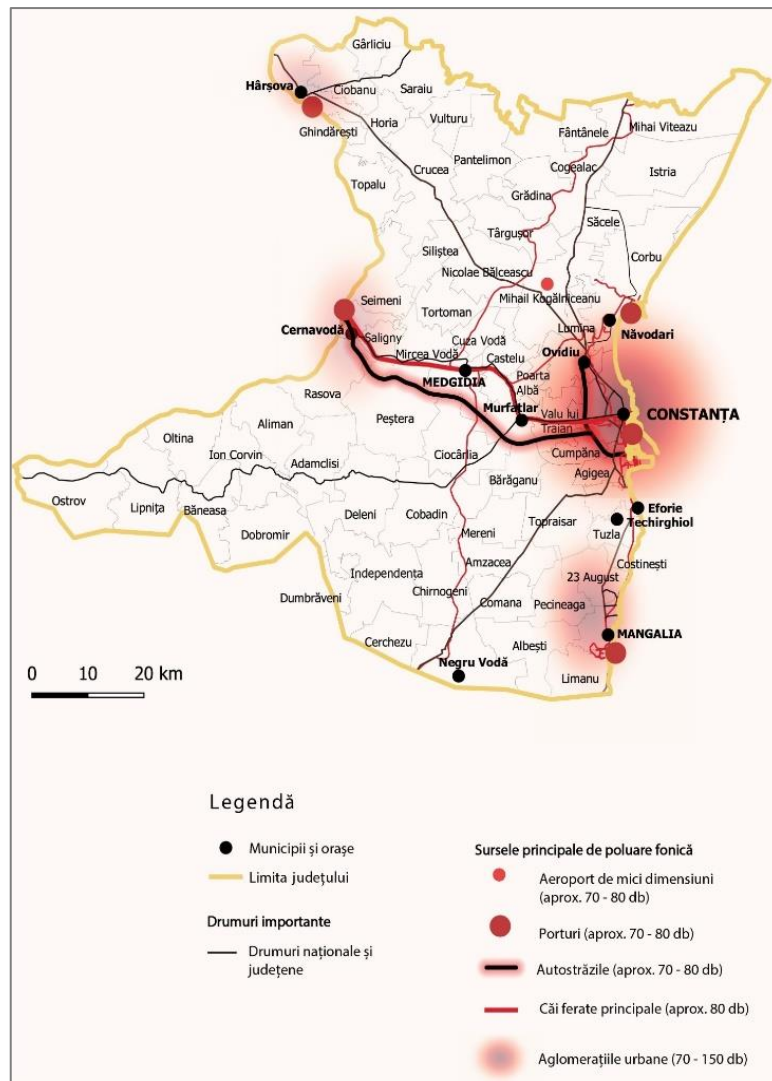 Gârliciu
Hârșova
Ciobanu
Saraiu
Ghindărești
Horia
Vulturu
Fântânele
Mihai Viteazu
Pantelimon
Crucea
Cogealac
Istria
Topalu
Grădina
Târgușor
Săcele
Siliștea
Corbu
Nicolae Bălcescu
Seimeni
Mihail Kogălniceanu
Tortoman
Cernavodă
Saligny
Lumina
Năvodari
Cuza Vodă
Mircea Vodă
Castelu
Ovidiu
MEDGIDIA
Poarta
Albă
Rasova
Peștera
Murfatlar
Valu lui
Traian
CONSTANȚA
Aliman
Oltina
Ion Corvin
Adamclisi
Ciocârlia
Cumpăna
Bărăganu
Agigea
Ostrov
Lipnița
Băneasa
Deleni
Cobadin
Eforie
Topraisar
Techirghiol
Dobromir
Mereni
Tuzla
Amzacea
Costinești
Independența
23 August
Dumbrăveni
Chirnogeni
Comana
Pecineaga
Cerchezu
Albești
MANGALIA
Negru Vodă
Limanu
0 10 20 km
Legendă
Municipii și orașe
Limita județului
Drumuri importante
Drumuri naționale și
județene
Sursele principale de poluare fonică
Aeroport de mici dimensiuni
(aprox. 70 - 80 db)
Porturi (aprox. 70 - 80 db)
Autostrăzile (aprox. 70 - 80 db)
Căi ferate principale (aprox. 80 db)
Aglomerațiile urbane (70 - 150 db)